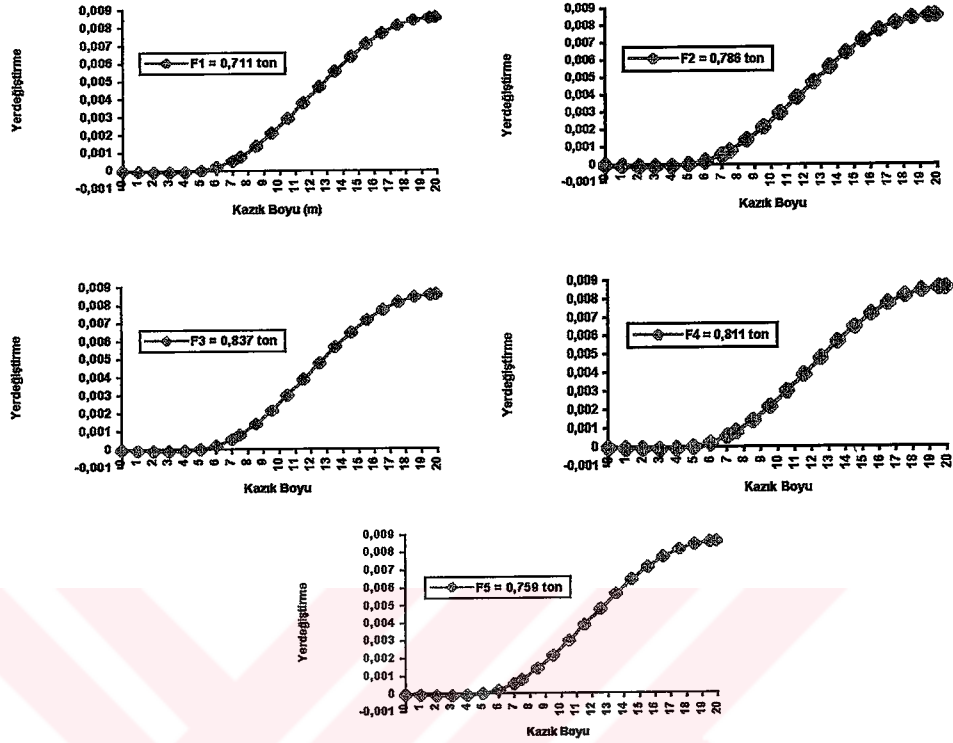 0,009
0,008
0,007
0,006
0,005
0,004
0,003
0,002
0,001
0
-0,001
Yerdeğiştirme
F1 = 0,711 ton
0 1 2 3 4 5 6 7 8 9 10 11 12 13 14 15 16 17 18 19 20
Kazık Boyu (m)
0,009
0,008
0,007
0,006
0,005
0,004
0,003
0,002
0,001
0
-0,001
Yerdeğiştirme
F2 = 0,786 ton
0 1 2 3 4 5 6 7 8 9 10 11 12 13 14 15 16 17 18 19 20
Kazık Boyu
0,009
0,008
0,007
0,006
0,005
0,004
0,003
0,002
0,001
0
-0,001
Yerdeğiştirme
F3 = 0,837 ton
0 1 2 3 4 5 6 7 8 9 10 11 12 13 14 15 16 17 18 19 20
Kazık Boyu
0,009
0,008
0,007
0,006
0,005
0,004
0,003
0,002
0,001
0
-0,001
Yerdeğiştirme
F4 = 0,811 ton
0 1 2 3 4 5 6 7 8 9 10 11 12 13 14 15 16 17 18 19 20
Kazık Boyu
0,009
0,008
0,007
0,006
0,005
0,004
0,003
0,002
0,001
0
-0,001
Yerdeğiştirme
F5 = 0,759 ton
0 1 2 3 4 5 6 7 8 9 10 11 12 13 14 15 16 17 18 19 20
Kazık Boyu